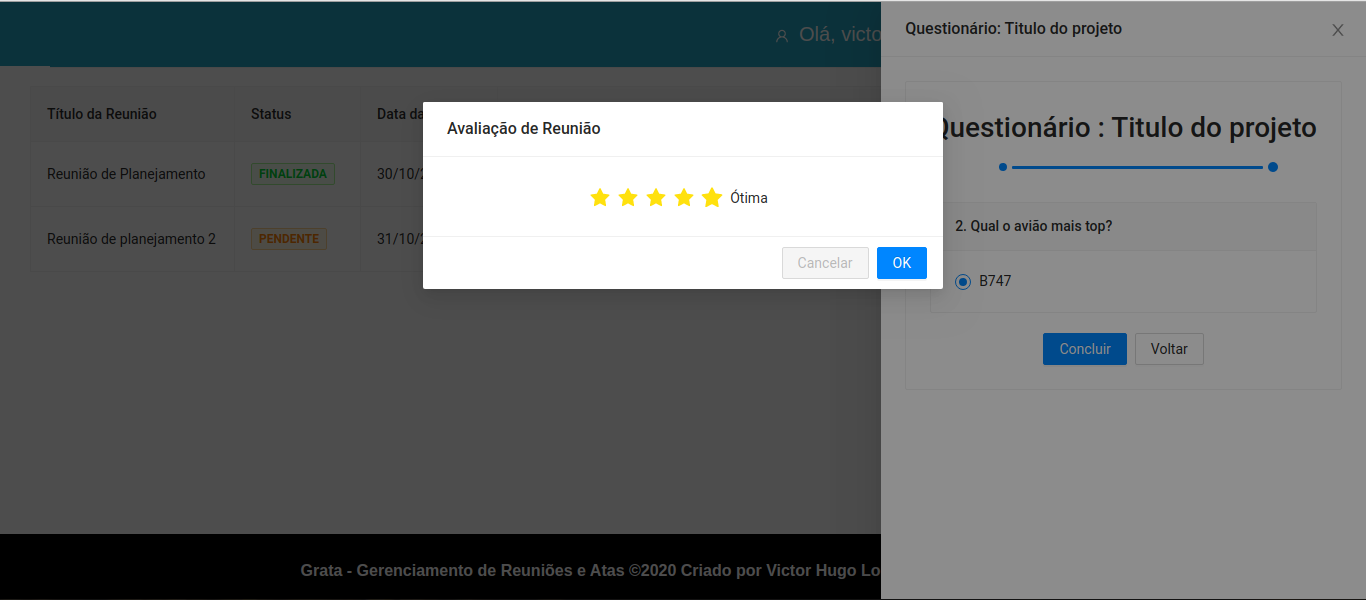 Olá, victo
Questionário: Titulo do projeto
Título da Reunião
Status
Data da
Reunião de Planejamento
FINALIZADA
30/10/2
Reunião de planejamento 2
PENDENTE
31/10/2
Avaliação de Reunião
Ótima
Cancelar
OK
Questionário : Titulo do projeto
2. Qual o avião mais top?
B747
Concluir
Voltar
Grata - Gerenciamento de Reuniões e Atas ©2020 Criado por Victor Hugo Lo